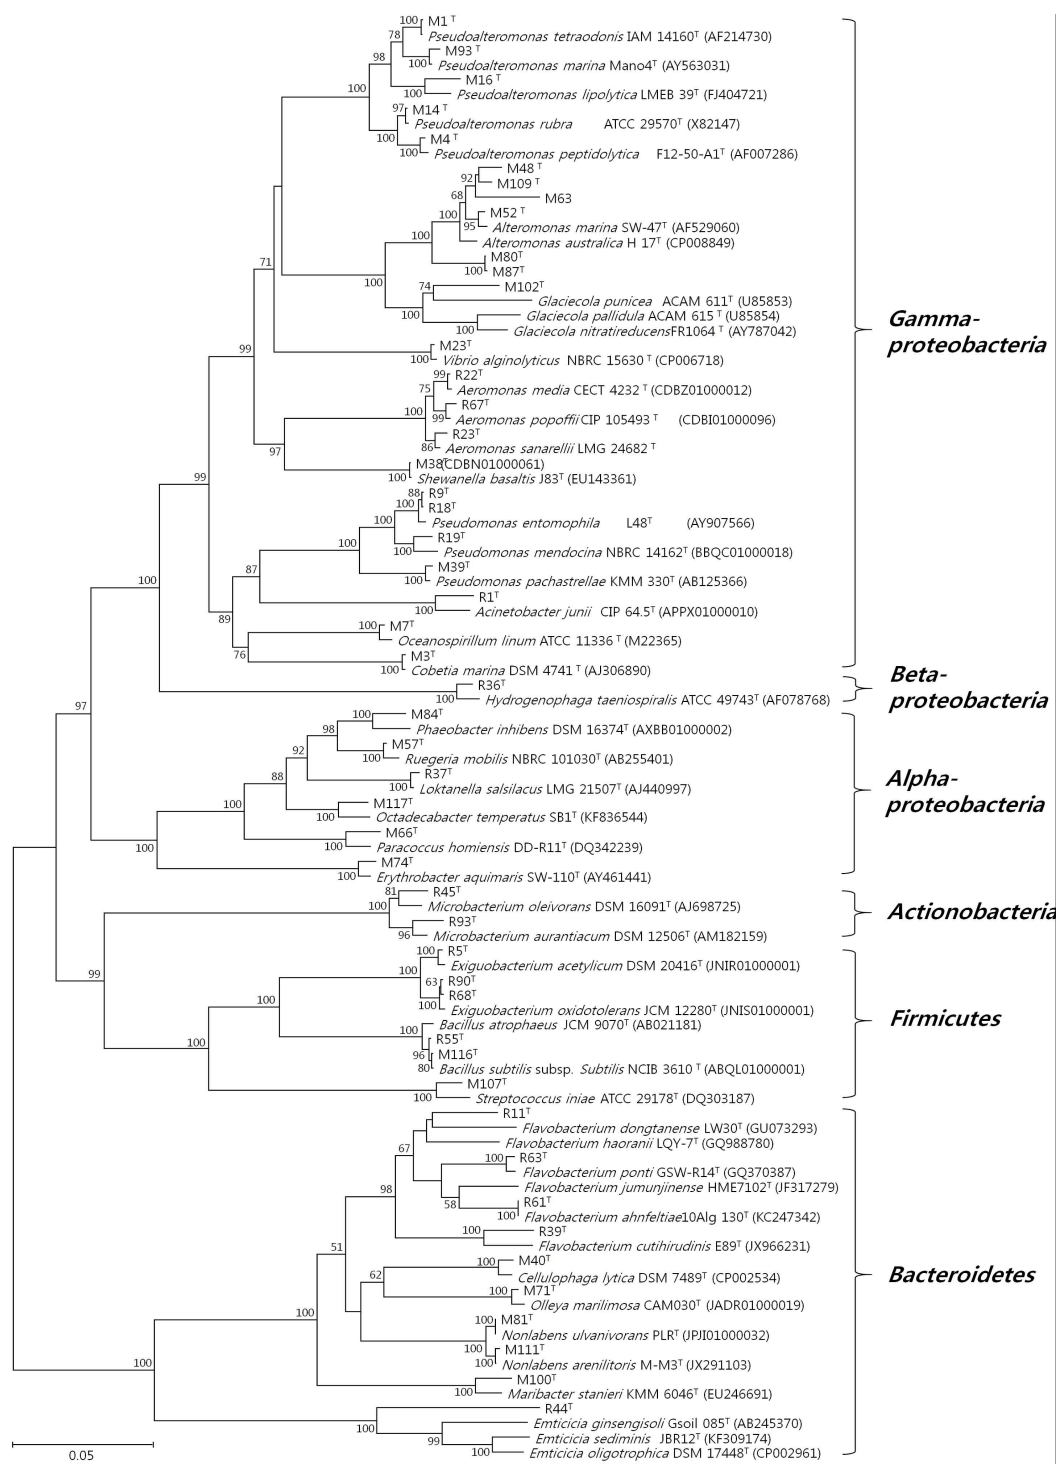 100 M1 T
78 Pseudoalteromonas tetraodonis IAM 14160T (AF214730)
98 M93 T
100 Pseudoalteromonas marina Mano4T (AY563031)
M16 T
100 100 Pseudoalteromonas lipolytica LMEB 39T (FJ404721)
97 M14 T
Pseudoalteromonas rubra ATCC 29570T (X82147)
100 M4 T
100 Pseudoalteromonas peptidolytica F12-50-A1T (AF007286)
M48 T
92 M109 T
68 M63
100 M52 T
95 Alteromonas marina SW-47T (AF529060)
100 Alteromonas australica H 17T (CP008849)
M80T
100 M87T
100 74 M102T
Glaciecola punicea ACAM 611T (U85853)
71 100 Glaciecola pallidula ACAM 615 T (U85854)
100 Glaciecola nitratireducensFR1064 T (AY787042)
Gamma-
proteobacteria
99 M23T
100 Vibrio alginolyticus NBRC 15630 T (CP006718)
99 R22T
75 Aeromonas media CECT 4232 T (CDBZ01000012)
R67T
100 99 Aeromonas popoffiiCIP 105493 T (CDBI01000096)
R23T
97 86 Aeromonas sanarellii LMG 24682 T
M38T(CDBN01000061)
99 100 Shewanella basaltis J83T (EU143361)
88 R9T
100 R18T
100 Pseudomonas entomophila L48T (AY907566)
R19T
100 100 Pseudomonas mendocina NBRC 14162T (BBQC01000018)
M39T
87 100 Pseudomonas pachastrellae KMM 330T (AB125366)
100 R1T
100 Acinetobacter junii CIP 64.5T (APPX01000010)
89 100 M7T
Oceanospirillum linum ATCC 11336 T (M22365)
76 M3T
100 Cobetia marina DSM 4741 T (AJ306890)
R36T
100 Hydrogenophaga taeniospiralis ATCC 49743T (AF078768)
Beta-
proteobacteria
97 100 M84T
98 Phaeobacter inhibens DSM 16374T (AXBB01000002)
92 M57T
100 Ruegeria mobilis NBRC 101030T (AB255401)
88 R37T
100 Loktanella salsilacus LMG 21507T (AJ440997)
100 M117T
100 Octadecabacter temperatus SB1T (KF836544)
M66T
100 100 Paracoccus homiensis DD-R11T (DQ342239)
M74T
100 Erythrobacter aquimaris SW-110T (AY461441)
Alpha-
proteobacteria
81 R45T
100 Microbacterium oleivorans DSM 16091T (AJ698725)
R93T
96 Microbacterium aurantiacum DSM 12506T (AM182159)
Actionobacteria
99 100 R5T
100 Exiguobacterium acetylicum DSM 20416T (JNIR01000001)
63 R90T
R68T
100 100 Exiguobacterium oxidotolerans JCM 12280T (JNIS01000001)
100 Bacillus atrophaeus JCM 9070T (AB021181)
R55T
100 96 M116T
80 Bacillus subtilis subsp. Subtilis NCIB 3610 T (ABQL01000001)
M107T
100 Streptococcus iniae ATCC 29178T (DQ303187)
Firmicutes
R11T
Flavobacterium dongtanense LW30T (GU073293)
67 Flavobacterium haoranii LQY-7T (GQ988780)
100 R63T
Flavobacterium ponti GSW-R14T (GQ370387)
98 Flavobacterium jumunjinense HME7102T (JF317279)
58 R61T
100 Flavobacterium ahnfeltiae10Alg 130T (KC247342)
100 R39T
51 Flavobacterium cutihirudinis E89T (JX966231)
100 M40T
62 Cellulophaga lytica DSM 7489T (CP002534)
100 M71T
Olleya marilimosa CAM030T (JADR01000019)
100 100 M81T
Nonlabens ulvanivorans PLRT (JPJI01000032)
100 M111T
100 100 Nonlabens arenilitoris M-M3T (JX291103)
M100T
100 Maribacter stanieri KMM 6046T (EU246691)
R44T
100 Emticicia ginsengisoli Gsoil 085T (AB245370)
99 Emticicia sediminis JBR12T (KF309174)
100 Emticicia oligotrophica DSM 17448T (CP002961)
Bacteroidetes
0.05